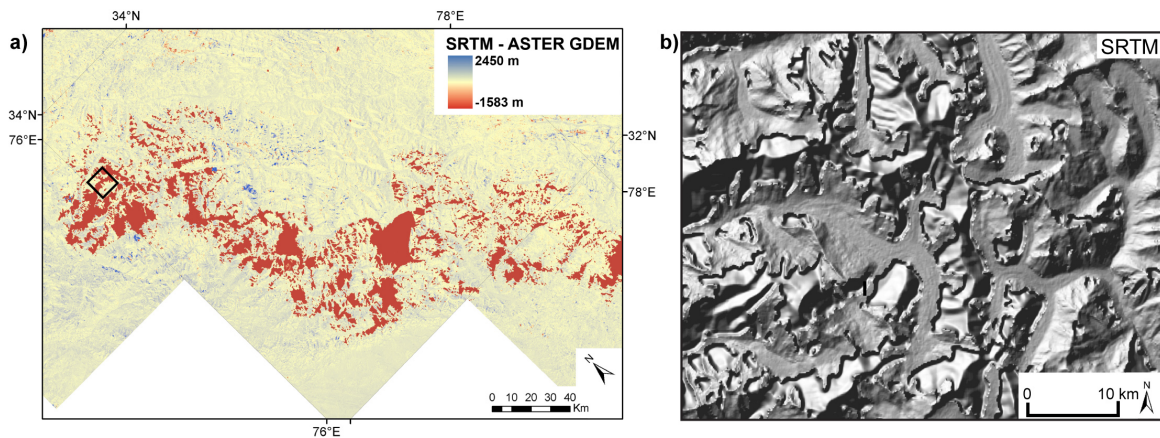 34°N 78°E
a) SRTM - ASTER GDEM
2450 m
-1583 m
34°N
76°E
32°N
78°E
N
0 10 20 30 40
Km
76°E
b) SRTM
0 10 km
N